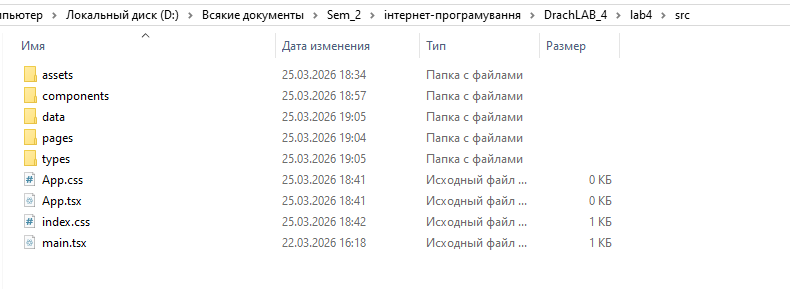 пьютер > Локальный диск (D:) > Всякие документы > Sem_2 > інтернет-програмування > DrachLAB_4 > lab4 > src
Имя Дата изменения Тип Размер
assets 25.03.2026 18:34 Папка с файлами
components 25.03.2026 18:57 Папка с файлами
data 25.03.2026 19:05 Папка с файлами
pages 25.03.2026 19:04 Папка с файлами
types 25.03.2026 19:05 Папка с файлами
App.css 25.03.2026 18:41 Исходный файл ... 0 КБ
App.tsx 25.03.2026 18:41 Исходный файл ... 0 КБ
index.css 25.03.2026 18:42 Исходный файл ... 1 КБ
main.tsx 22.03.2026 16:18 Исходный файл ... 1 КБ